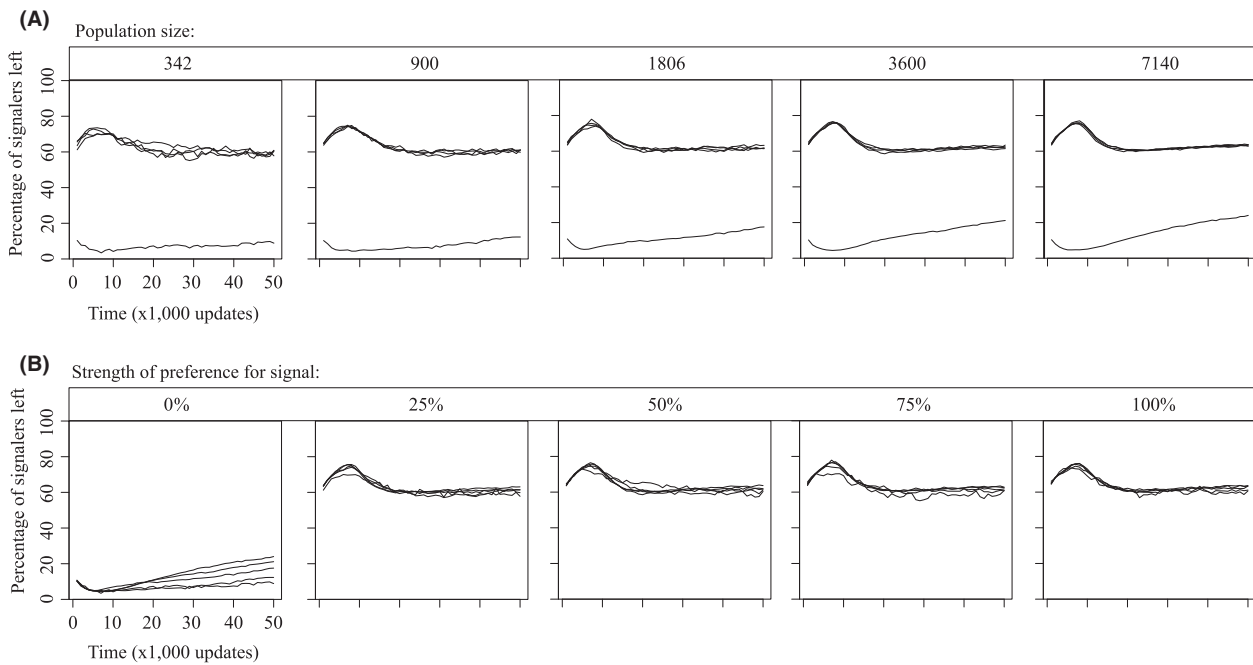 (A)
Population size:
342 900 1806 3600 7140
Percentage of signalers left
100
80
60
40
20
0
0 10 20 30 40 50
Time (x1,000 updates)
(B)
Strength of preference for signal:
0% 25% 50% 75% 100%
Percentage of signalers left
100
80
60
40
20
0
0 10 20 30 40 50
Time (x1,000 updates)